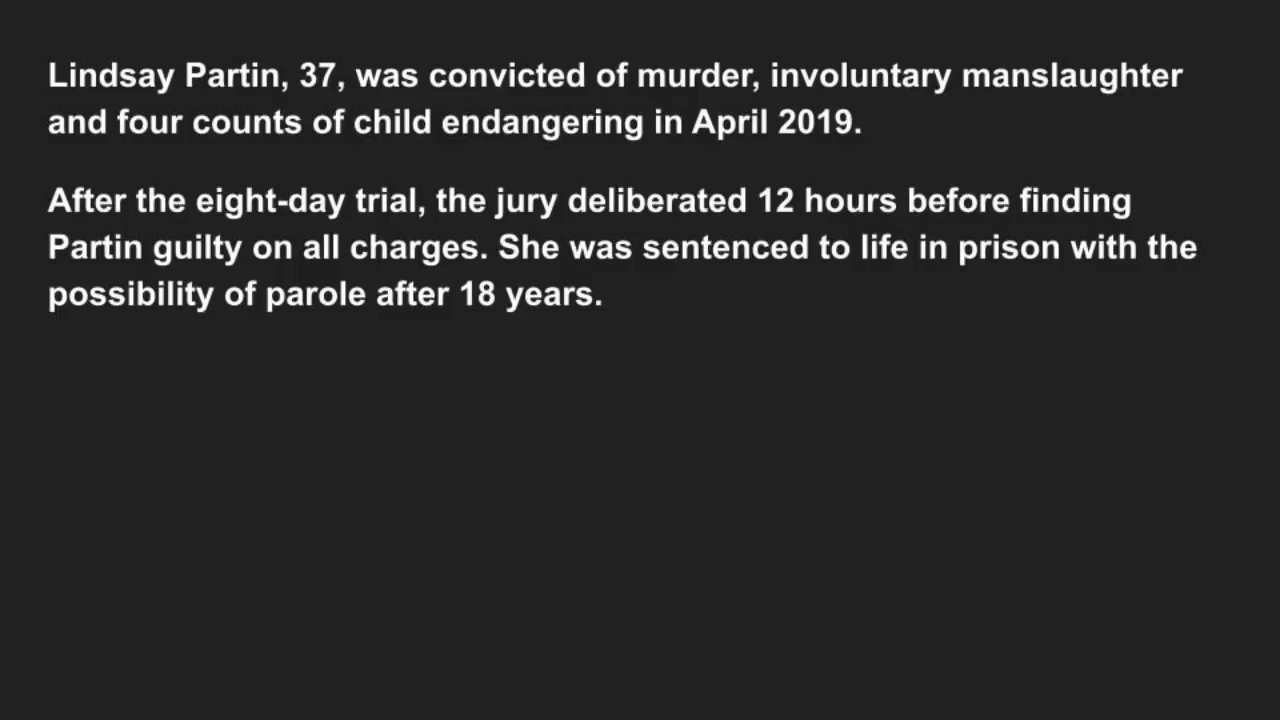 Lindsay Partin, 37, was convicted of murder, involuntary manslaughter
and four counts of child endangering in April 2019.
After the eight-day trial, the jury deliberated 12 hours before finding
Partin guilty on all charges. She was sentenced to life in prison with the
possibility of parole after 18 years.